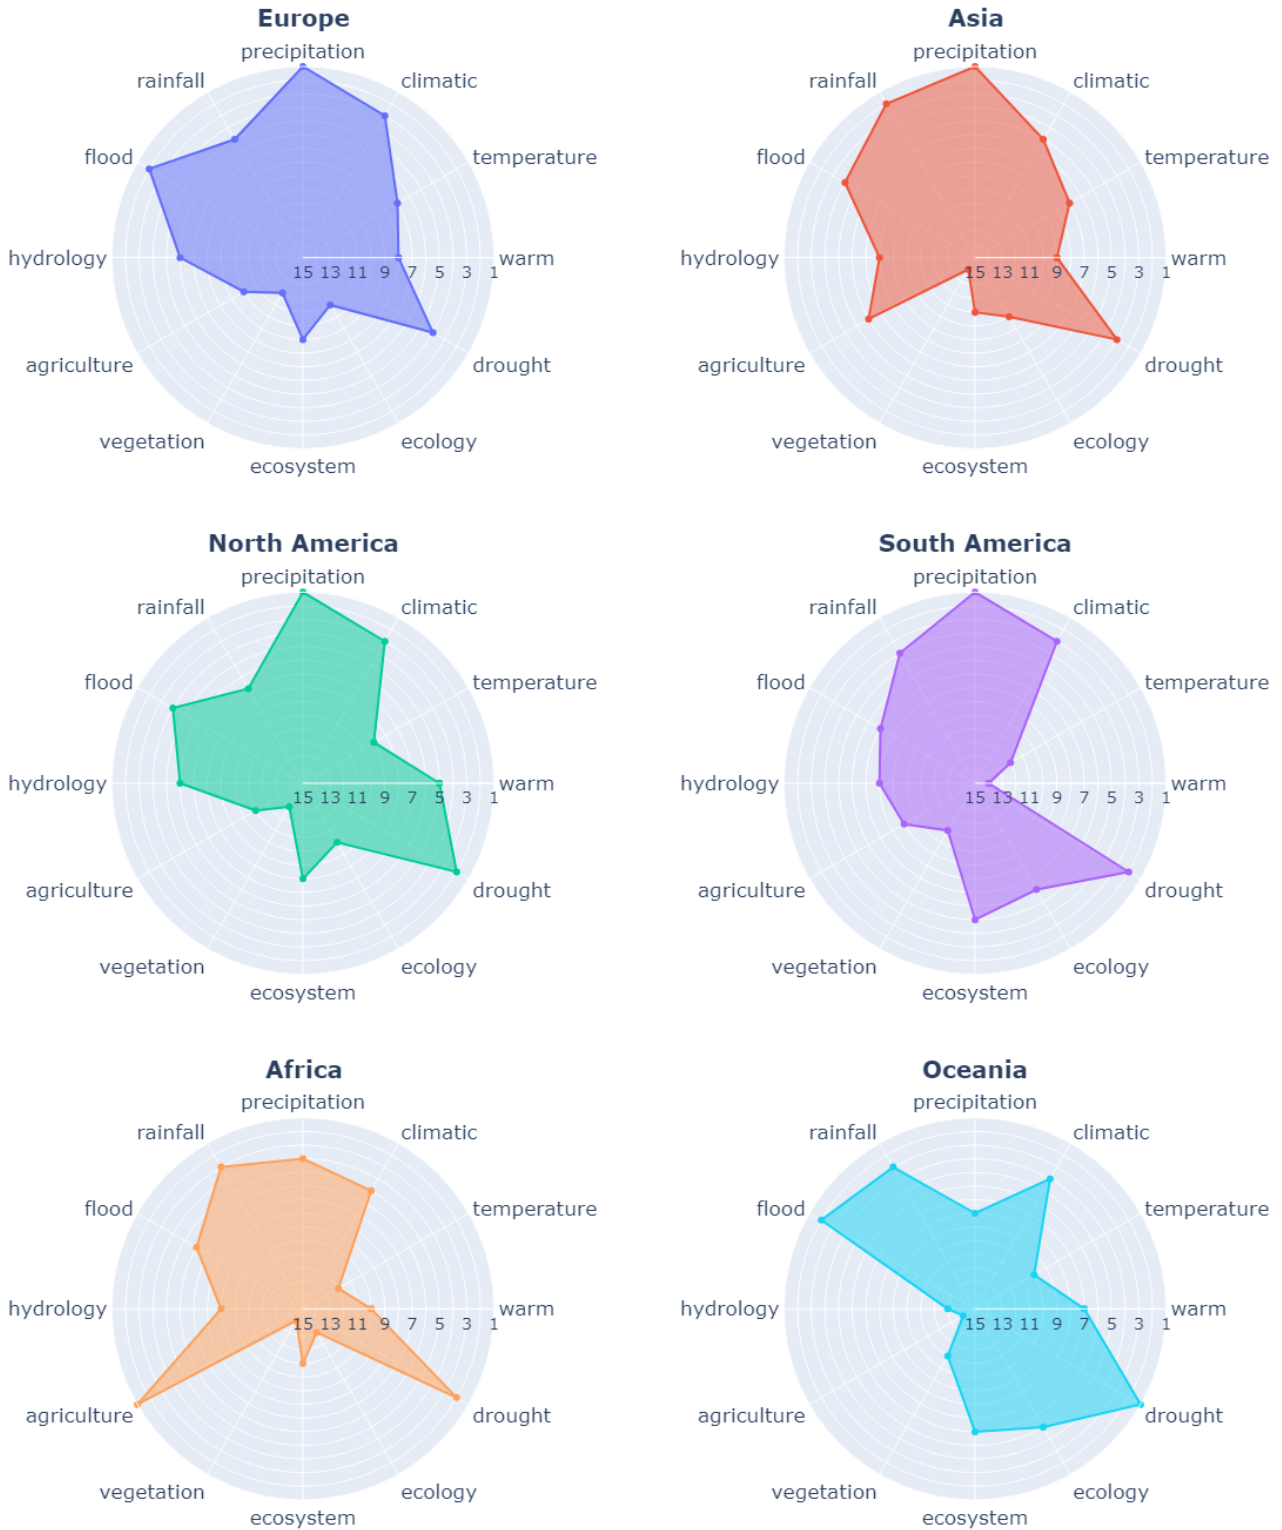 Europe
precipitation
rainfall
climatic
flood
temperature
hydrology
15 13 11 9 7 5 3 1
warm
agriculture
drought
vegetation
ecology
ecosystem
Asia
precipitation
rainfall
climatic
flood
temperature
hydrology
15 13 11 9 7 5 3 1
warm
agriculture
drought
vegetation
ecology
ecosystem
North America
precipitation
rainfall
climatic
flood
temperature
hydrology
15 13 11 9 7 5 3 1
warm
agriculture
drought
vegetation
ecology
ecosystem
South America
precipitation
rainfall
climatic
flood
temperature
hydrology
15 13 11 9 7 5 3 1
warm
agriculture
drought
vegetation
ecology
ecosystem
Africa
precipitation
rainfall
climatic
flood
temperature
hydrology
15 13 11 9 7 5 3 1
warm
agriculture
drought
vegetation
ecology
ecosystem
Oceania
precipitation
rainfall
climatic
flood
temperature
hydrology
15 13 11 9 7 5 3 1
warm
agriculture
drought
vegetation
ecology
ecosystem